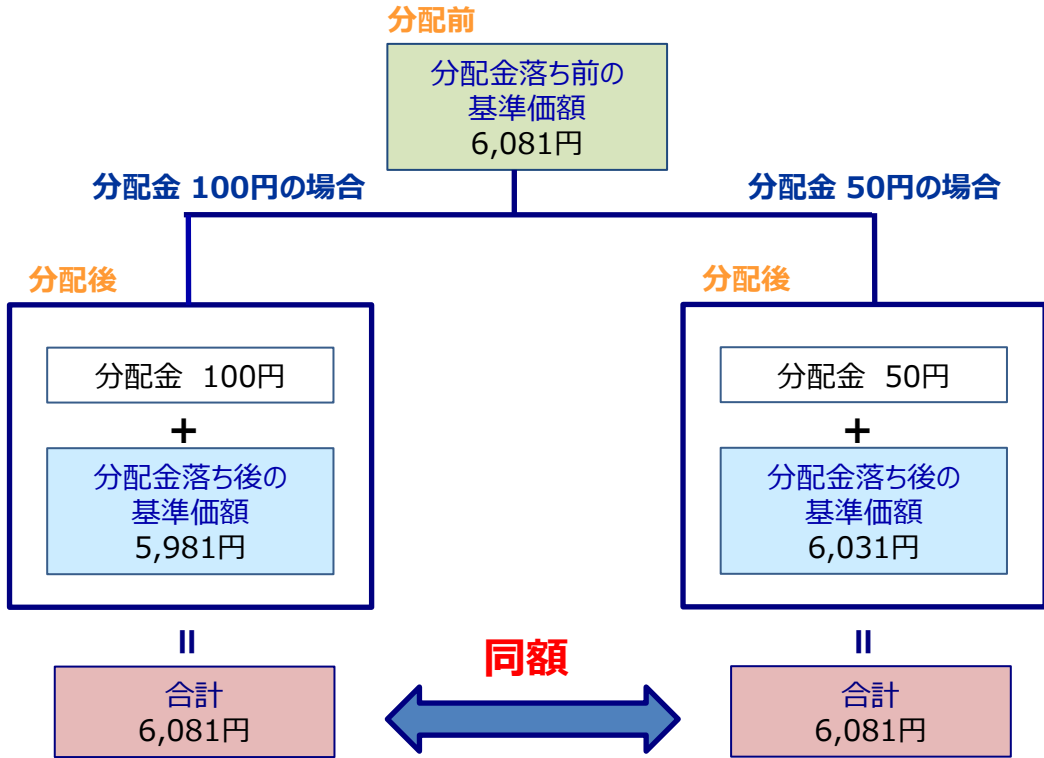 分配前
分配金落ち前の
基準価額
6,081円
分配金 100円の場合
分配金 50円の場合
分配後
分配金 100円
+
分配金落ち後の
基準価額
5,981円
=
合計
6,081円
分配後
分配金 50円
+
分配金落ち後の
基準価額
6,031円
=
合計
6,081円
同額